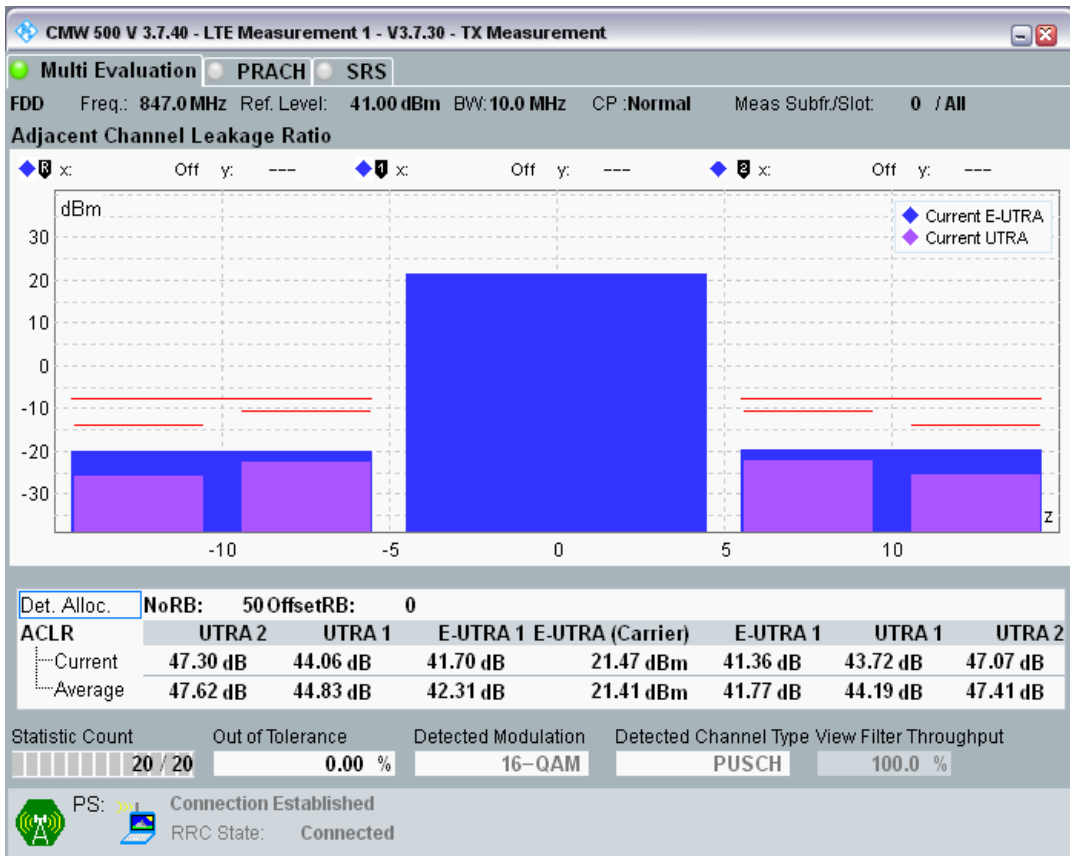 CMW 500 V 3.7.40 - LTE Measurement 1 - V3.7.30 - TX Measurement
Multi Evaluation PRACH SRS
FDD Freq.: 847.0 MHz Ref. Level: 41.00 dBm BW: 10.0 MHz CP :Normal Meas Subfr./Slot: 0 / All
Adjacent Channel Leakage Ratio
R x: Off y: --- 1 x: Off y: --- 2 x: Off y: ---
dBm
Current E-UTRA
Current UTRA
30
20
10
0
-10
-20
-30
z
-10 -5 0 5 10
Det. Alloc. NoRB: 50 OffsetRB: 0
ACLR UTRA 2 UTRA 1 E-UTRA 1 E-UTRA (Carrier) E-UTRA 1 UTRA 1 UTRA 2
Current 47.30 dB 44.06 dB 41.70 dB 21.47 dBm 41.36 dB 43.72 dB 47.07 dB
Average 47.62 dB 44.83 dB 42.31 dB 21.41 dBm 41.77 dB 44.19 dB 47.41 dB
Statistic Count Out of Tolerance Detected Modulation Detected Channel Type View Filter Throughput
20 / 20 0.00 % 16-QAM PUSCH 100.0 %
PS: Connection Established
RRC State: Connected